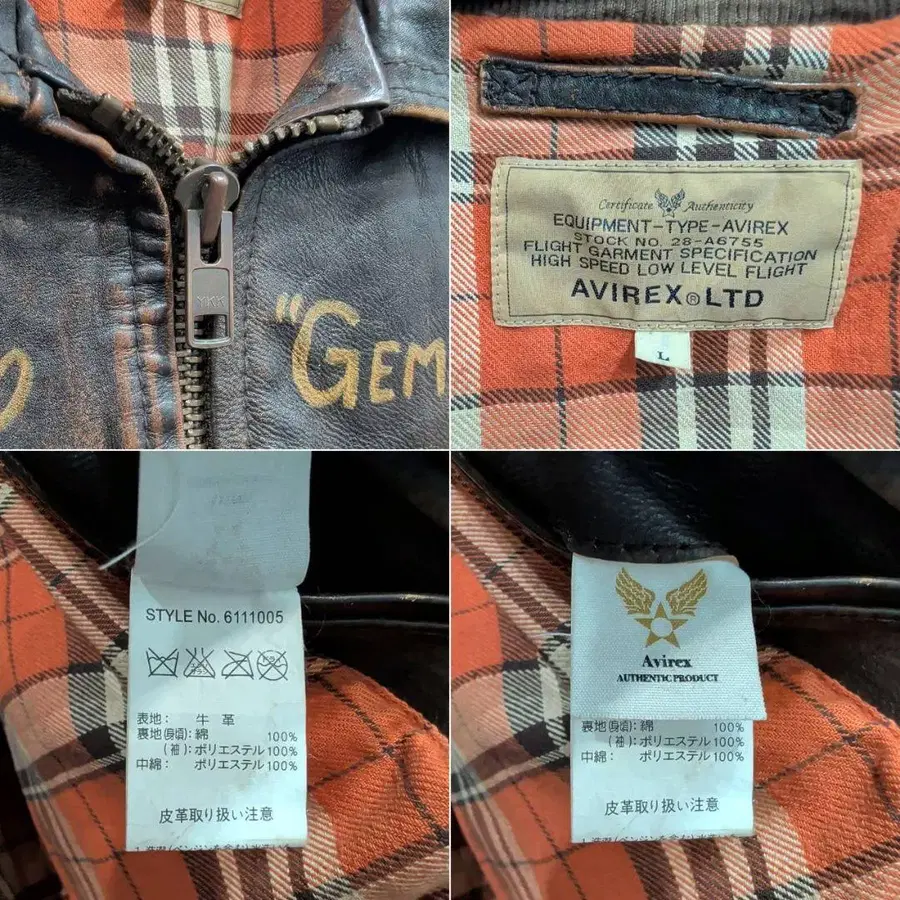 YKK
"GEM
Certificate Authenticity
EQUIPMENT-TYPE-AVIREX
STOCK NO. 28-A6755
FLIGHT GARMENT SPECIFICATION
HIGH SPEED LOW LEVEL FLIGHT
AVIREX® LTD
L
STYLE No. 6111005
表地: 牛革
裏地(身頃): 綿 100%
(袖): ポリエステル 100%
中綿: ポリエステル 100%
皮革取り扱い注意
Avirex
AUTHENTIC PRODUCT
裏地(身頃): 綿 100%
(袖): ポリエステル 100%
中綿: ポリエステル 100%
皮革取り扱い注意